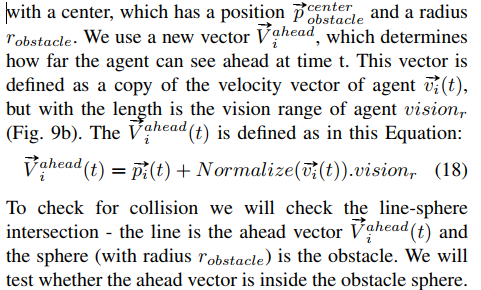 with a center, which has a position $\vec{p}^{\,center}_{obstacle}$ and a radius
$r_{obstacle}$. We use a new vector $\vec{V}_i^{ahead}$, which determines
how far the agent can see ahead at time t. This vector is
defined as a copy of the velocity vector of agent $\vec{v_i}(t)$,
but with the length is the vision range of agent $vision_r$
(Fig. 9b). The $\vec{V}_i^{ahead}(t)$ is defined as in this Equation:
$\vec{V}_i^{ahead}(t) = \vec{p_i}(t) + Normalize(\vec{v_i}(t)).vision_r$ (18)
To check for collision we will check the line-sphere
intersection - the line is the ahead vector $\vec{V}_i^{ahead}(t)$ and
the sphere (with radius $r_{obstacle}$) is the obstacle. We will
test whether the ahead vector is inside the obstacle sphere.